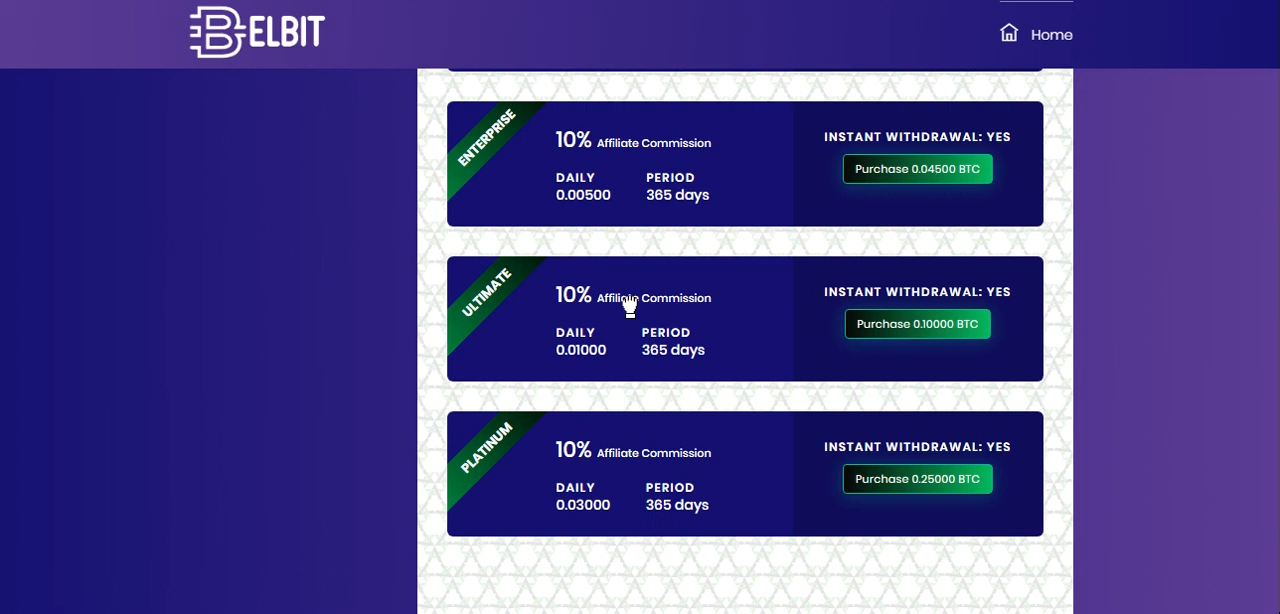 BELBIT
Home
ENTERPRISE
10% Affiliate Commission
DAILY PERIOD
0.00500 365 days
INSTANT WITHDRAWAL: YES
Purchase 0.04500 BTC
ULTIMATE
10% Affiliate Commission
DAILY PERIOD
0.01000 365 days
INSTANT WITHDRAWAL: YES
Purchase 0.10000 BTC
PLATINUM
10% Affiliate Commission
DAILY PERIOD
0.03000 365 days
INSTANT WITHDRAWAL: YES
Purchase 0.25000 BTC